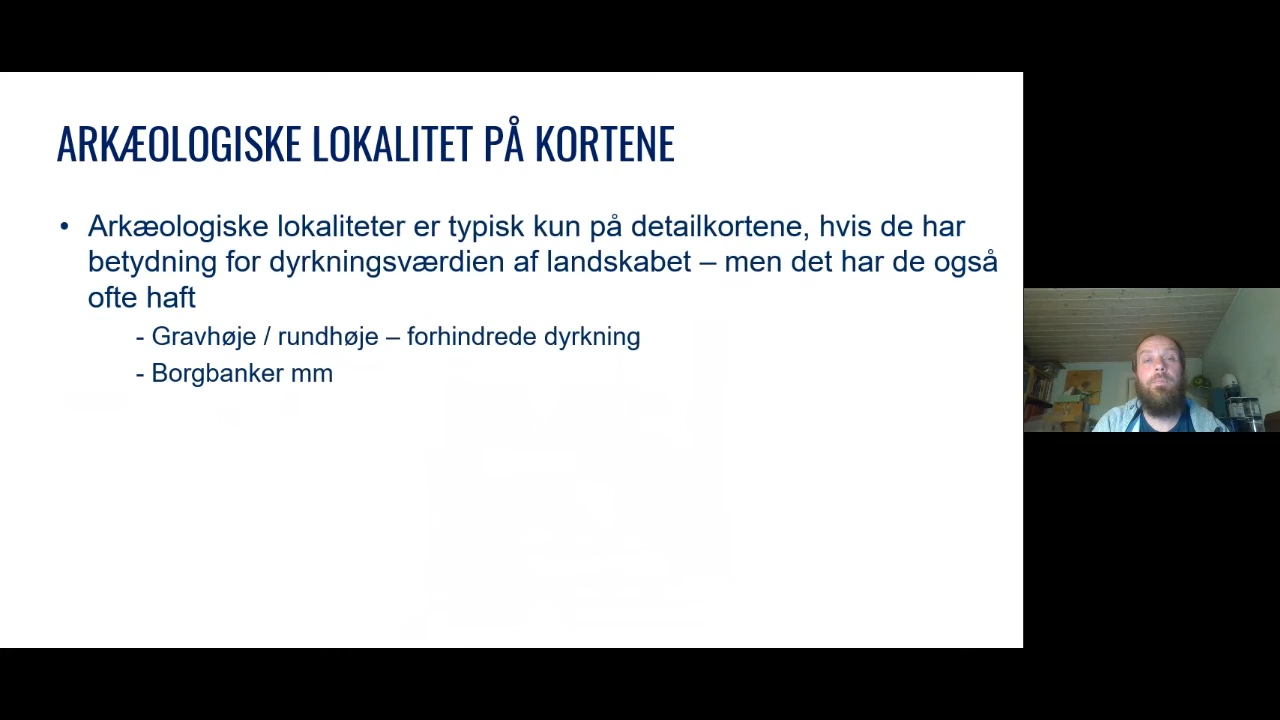 ARKÆOLOGISKE LOKALITET PÅ KORTENE
• Arkæologiske lokaliteter er typisk kun på detailkortene, hvis de har
betydning for dyrkningsværdien af landskabet – men det har de også
ofte haft
- Gravhøje / rundhøje – forhindrede dyrkning
- Borgbanker mm